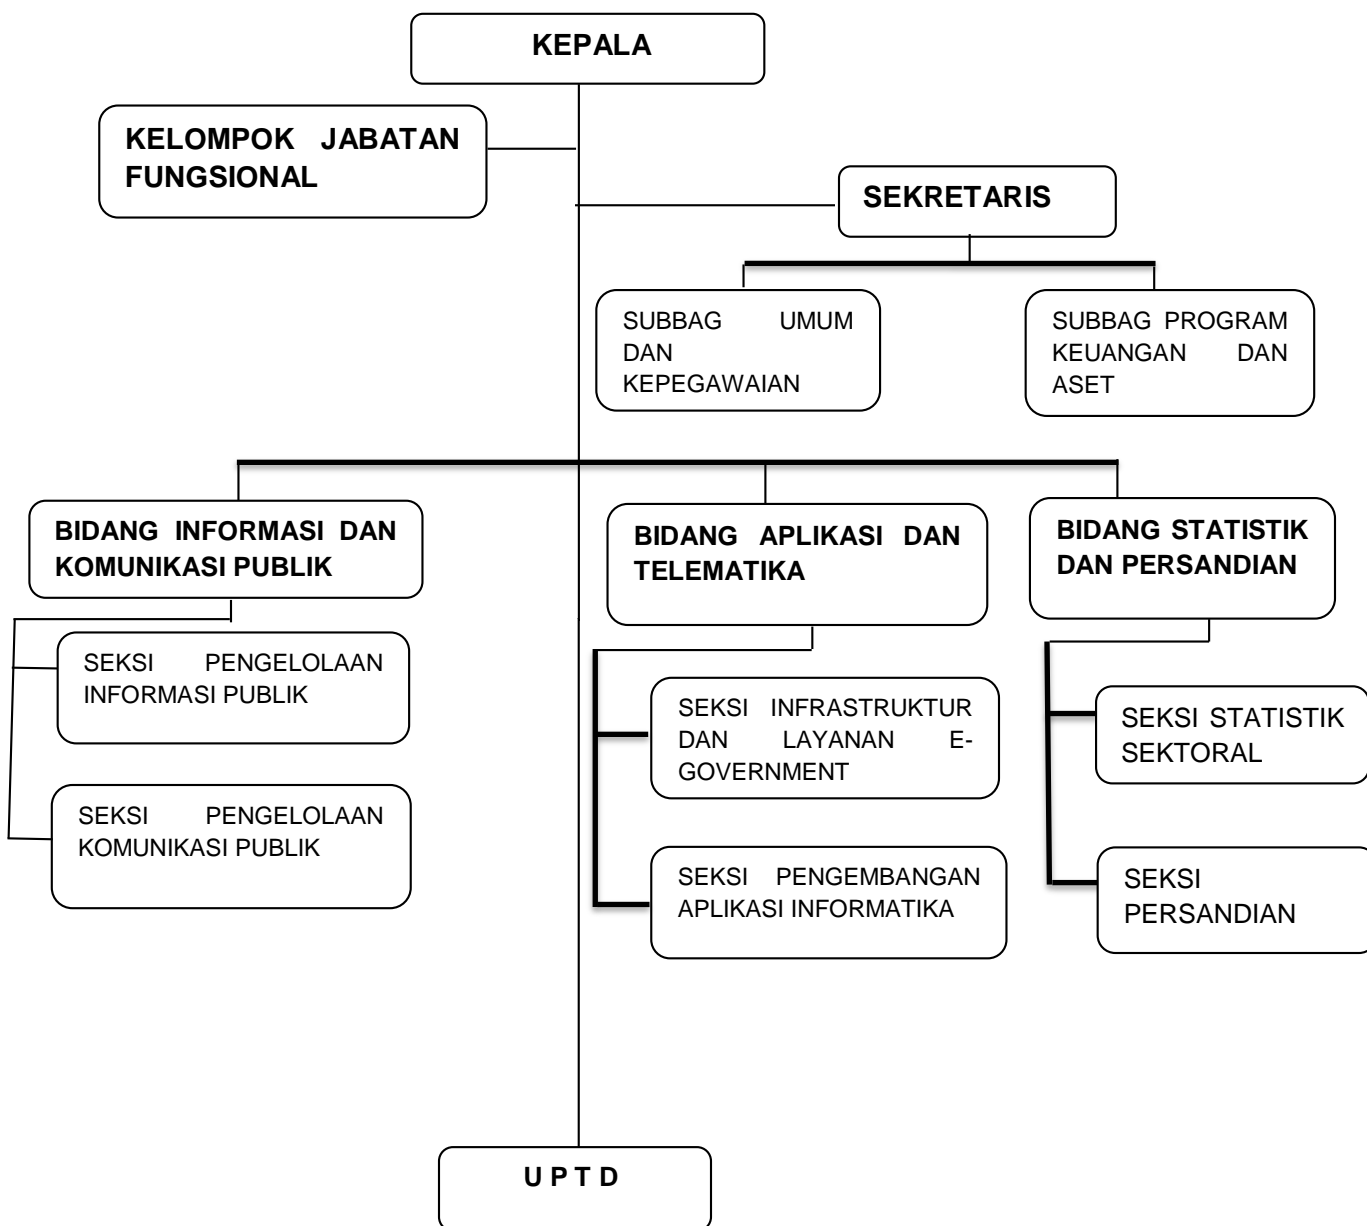 KEPALA
KELOMPOK JABATAN
FUNGSIONAL
SEKRETARIS
SUBBAG UMUM
DAN
KEPEGAWAIAN
SUBBAG PROGRAM
KEUANGAN DAN
ASET
BIDANG INFORMASI DAN
KOMUNIKASI PUBLIK
BIDANG APLIKASI DAN
TELEMATIKA
BIDANG STATISTIK
DAN PERSANDIAN
SEKSI PENGELOLAAN
INFORMASI PUBLIK
SEKSI PENGELOLAAN
KOMUNIKASI PUBLIK
SEKSI INFRASTRUKTUR
DAN LAYANAN E-
GOVERNMENT
SEKSI PENGEMBANGAN
APLIKASI INFORMATIKA
SEKSI STATISTIK
SEKTORAL
SEKSI
PERSANDIAN
U P T D